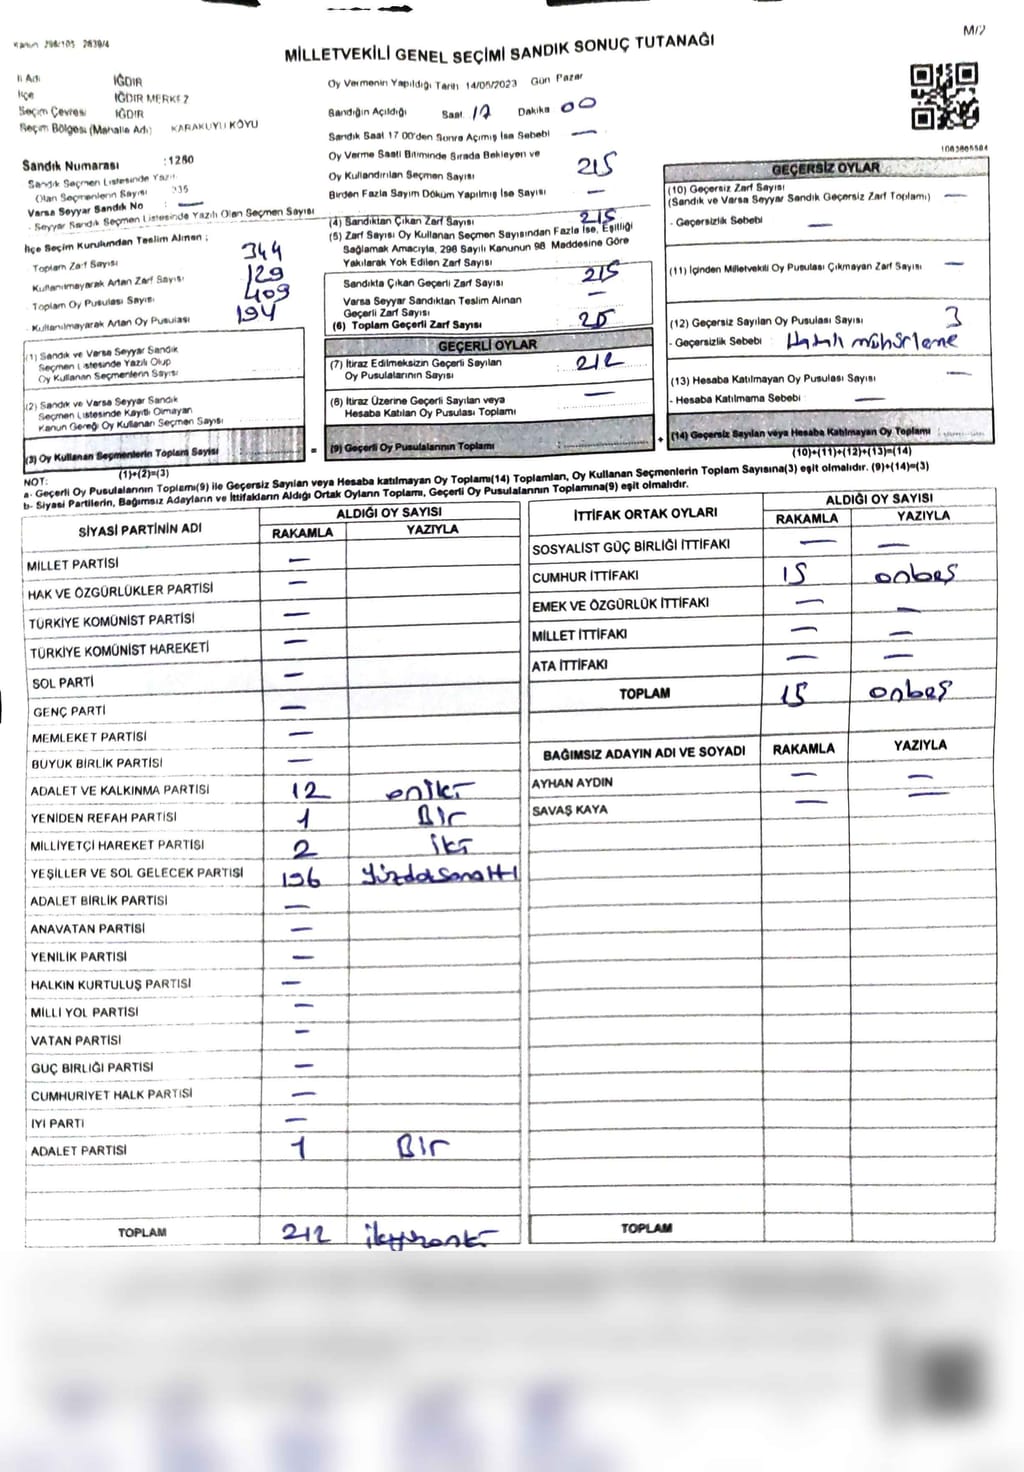 Kanun 298/105 2839/4
M/2
MİLLETVEKİLİ GENEL SEÇİMİ SANDIK SONUÇ TUTANAĞI
İl Adı IĞDIR
İlçe IĞDIR MERKEZ
Seçim Çevresi IĞDIR
Seçim Bölgesi (Mahalle Adı) KARAKUYU KÖYU
Oy Vermenin Yapıldığı Tarih 14/05/2023 Gün Pazar
Sandığın Açıldığı Saat 17 Dakika 00
Sandık Saat 17 00'den Sonra Açımış İse Sebebi —
1083865584
Sandık Numarası :1260
Sandık Seçmen Listesinde Yazılı
Olan Seçmenlerin Sayısı 235
Varsa Seyyar Sandık No : —
- Seyyar Sandık Seçmen Listesinde Yazılı Olan Seçmen Sayısı
İlçe Seçim Kurulundan Teslim Alınan ;
Toplam Zarf Sayısı 344
Kullanılmayarak Artan Zarf Sayısı 129
- Toplam Oy Pusulası Sayısı 409
- Kullanılmayarak Artan Oy Pusulası 194
Oy Verme Saati Bitiminde Sırada Bekleyen ve
Oy Kullandırılan Seçmen Sayısı 215
Birden Fazla Sayım Döküm Yapılmış İse Sayısı —
(4) Sandıktan Çıkan Zarf Sayısı 215
(5) Zarf Sayısı Oy Kullanan Seçmen Sayısından Fazla İse, Eşitliği
Sağlamak Amacıyla, 298 Sayılı Kanunun 98 Maddesine Göre
Yakılarak Yok Edilen Zarf Sayısı
Sandıkta Çıkan Geçerli Zarf Sayısı 215
Varsa Seyyar Sandıktan Teslim Alınan
Geçerli Zarf Sayısı —
(6) Toplam Geçerli Zarf Sayısı
GEÇERLİ OYLAR
(7) İtiraz Edilmeksizin Geçerli Sayılan
Oy Pusulalarının Sayısı 212
(8) İtiraz Üzerine Geçerli Sayılan veya
Hesaba Katılan Oy Pusulası Toplamı —
(9) Geçerli Oy Pusulalarının Toplamı
GEÇERSİZ OYLAR
(10) Geçersiz Zarf Sayısı
(Sandık ve Varsa Seyyar Sandık Geçersiz Zarf Toplamı) —
- Geçersizlik Sebebi —
(11) İçinden Milletvekili Oy Pusulası Çıkmayan Zarf Sayısı —
(12) Geçersiz Sayılan Oy Pusulası Sayısı 3
- Geçersizlik Sebebi : Hatalı mühürleme
(13) Hesaba Katılmayan Oy Pusulası Sayısı —
- Hesaba Katılmama Sebebi —
(14) Geçersiz Sayılan veya Hesaba Katılmayan Oy Toplamı
(10)+(11)+(12)+(13)=(14)
(1) Sandık ve Varsa Seyyar Sandık
Seçmen Listesinde Yazılı Olup
Oy Kullanan Seçmenlerin Sayısı
(2) Sandık ve Varsa Seyyar Sandık
Seçmen Listesinde Kayıtlı Olmayan
Kanun Gereği Oy Kullanan Seçmen Sayısı
(3) Oy Kullanan Seçmenlerin Toplam Sayısı
(1)+(2)=(3)
NOT:
a- Geçerli Oy Pusulalarının Toplamı(9) ile Geçersiz Sayılan veya Hesaba katılmayan Oy Toplamı(14) Toplamları, Oy Kullanan Seçmenlerin Toplam Sayısına(3) eşit olmalıdır. (9)+(14)=(3)
b- Siyasi Partilerin, Bağımsız Adayların ve İttifakların Aldığı Ortak Oyların Toplamı, Geçerli Oy Pusulalarının Toplamına(9) eşit olmalıdır.
SİYASİ PARTİNİN ADI ALDIĞI OY SAYISI
RAKAMLA YAZIYLA
MİLLET PARTİSİ —
HAK VE ÖZGÜRLÜKLER PARTİSİ —
TÜRKİYE KOMÜNİST PARTİSİ —
TÜRKİYE KOMÜNİST HAREKETİ —
SOL PARTİ —
GENÇ PARTİ —
MEMLEKET PARTİSİ —
BÜYÜK BİRLİK PARTİSİ —
ADALET VE KALKINMA PARTİSİ 12 oniki
YENİDEN REFAH PARTİSİ 1 Bir
MİLLİYETÇİ HAREKET PARTİSİ 2 iki
YEŞİLLER VE SOL GELECEK PARTİSİ 196 Yüzdoksanaltı
ADALET BİRLİK PARTİSİ —
ANAVATAN PARTİSİ —
YENİLİK PARTİSİ —
HALKIN KURTULUŞ PARTİSİ —
MİLLİ YOL PARTİSİ —
VATAN PARTİSİ —
GÜÇ BİRLİĞİ PARTİSİ —
CUMHURİYET HALK PARTİSİ —
İYİ PARTİ —
ADALET PARTİSİ 1 Bir
TOPLAM 212
İTTİFAK ORTAK OYLARI ALDIĞI OY SAYISI
RAKAMLA YAZIYLA
SOSYALİST GÜÇ BİRLİĞİ İTTİFAKI — —
CUMHUR İTTİFAKI 15 onbeş
EMEK VE ÖZGÜRLÜK İTTİFAKI — —
MİLLET İTTİFAKI — —
ATA İTTİFAKI — —
TOPLAM 15 onbeş
BAĞIMSIZ ADAYIN ADI VE SOYADI RAKAMLA YAZIYLA
AYHAN AYDIN — —
SAVAŞ KAYA — —
TOPLAM